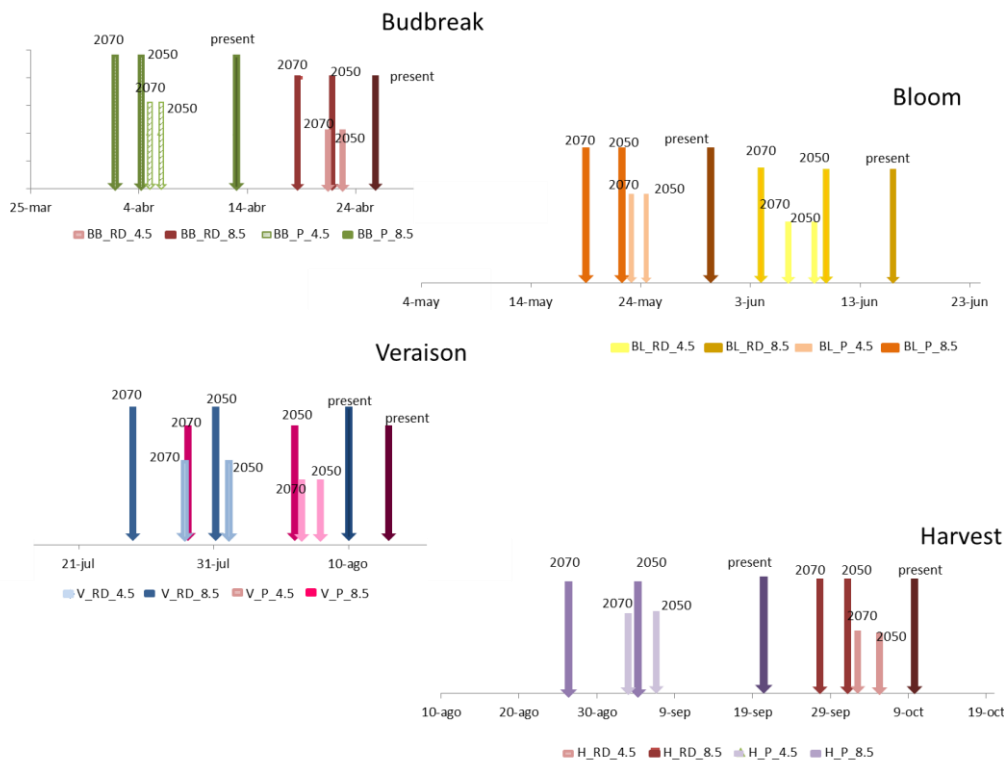 Budbreak
2070
2050
present
2070
2050
2070
2050
present
2070
2050
25-mar
4-abr
14-abr
24-abr
BB_RD_4.5 BB_RD_8.5 BB_P_4.5 BB_P_8.5
Bloom
2070
2050
present
2070
2050
2070
2050
present
2070
2050
4-may
14-may
24-may
3-jun
13-jun
23-jun
BL_RD_4.5 BL_RD_8.5 BL_P_4.5 BL_P_8.5
Veraison
2070
2070
2070
2050
2050
2050
2070
2050
present
present
21-jul
31-jul
10-ago
V_RD_4.5 V_RD_8.5 V_P_4.5 V_P_8.5
Harvest
2070
2050
present
2070
2050
2070
2050
present
2070
2050
10-ago
20-ago
30-ago
9-sep
19-sep
29-sep
9-oct
19-oct
H_RD_4.5 H_RD_8.5 H_P_4.5 H_P_8.5